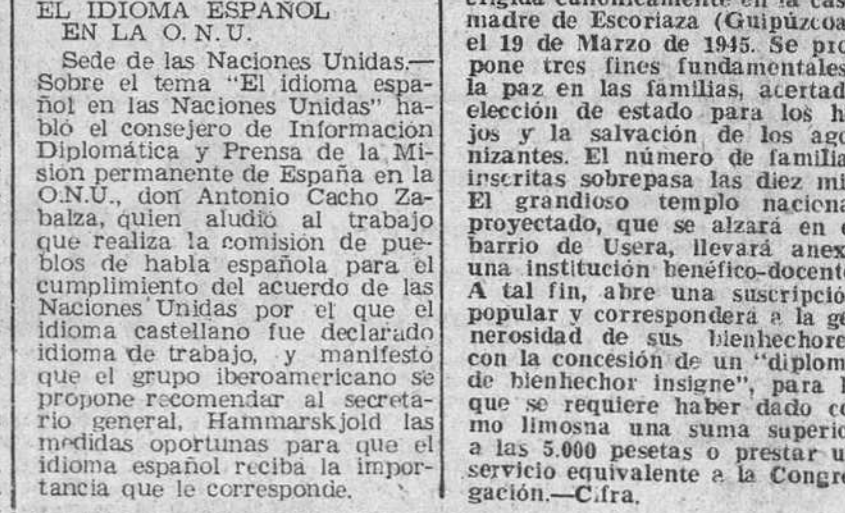 EL IDIOMA ESPAÑOL
EN LA O. N. U.
Sede de las Naciones Unidas.—
Sobre el tema "El idioma espa-
ñol en las Naciones Unidas" ha-
bló el consejero de Información
Diplomática y Prensa de la Mi-
sión permanente de España en la
O.N.U., don Antonio Cacho Za-
balza, quien aludió al trabajo
que realiza la comisión de pue-
blos de habla española para el
cumplimiento del acuerdo de las
Naciones Unidas por el que el
idioma castellano fue declarado
idioma de trabajo, y manifestó
que el grupo iberoamericano se
propone recomendar al secreta-
rio general, Hammarskjold las
medidas oportunas para que el
idioma español reciba la impor-
tancia que le corresponde.
erigida canónicamente en la cas
madre de Escoriaza (Guipúzcoa
el 19 de Marzo de 1945. Se pro
pone tres fines fundamentales
la paz en las familias, acertad
elección de estado para los h
jos y la salvación de los ago
nizantes. El número de familia
inscritas sobrepasa las diez mi
El grandioso templo naciona
proyectado, que se alzará en e
barrio de Usera, llevará anex
una institución benéfico-docente
A tal fin, abre una suscripció
popular y corresponderá a la ge
nerosidad de sus bienhechore
con la concesión de un "diplom
de bienhechor insigne", para l
que se requiere haber dado co
mo limosna una suma superio
a las 5.000 pesetas o prestar u
servicio equivalente a la Congre
gación.—Cifra.